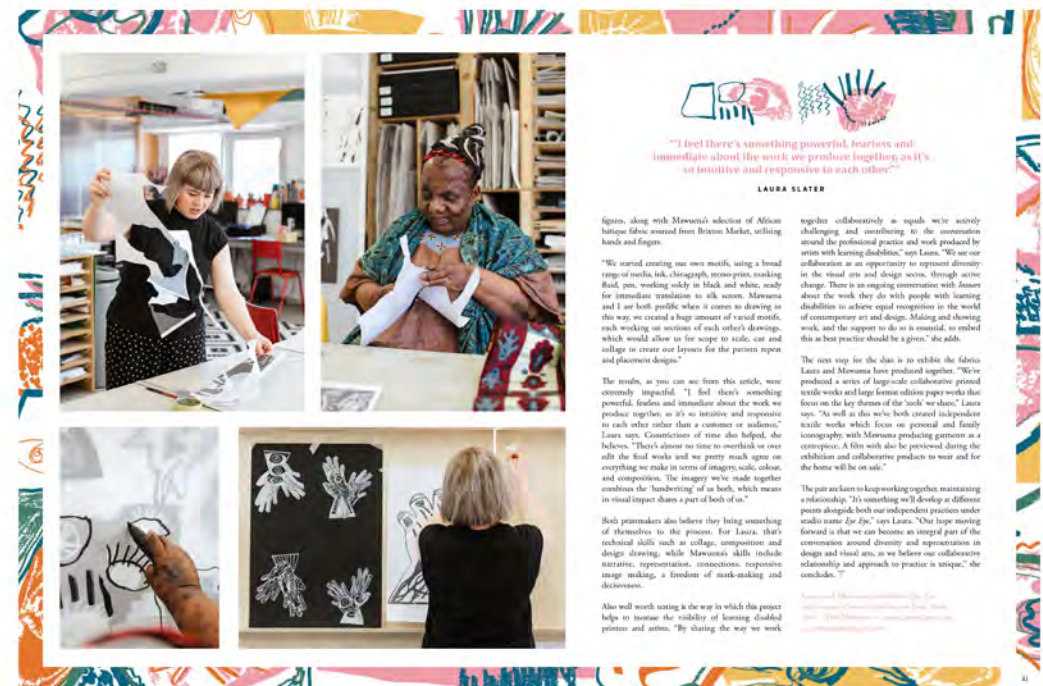 ""I feel there's something powerful, fearless and
immediate about the work we produce together, as it's
so intuitive and responsive to each other.""
LAURA SLATER
figures, along with Mawuena's selection of African
batique fabric sourced from Brixton Market, utilising
hands and fingers.
"We started creating our own motifs, using a broad
range of media, ink, chinagraph, mono-print, masking
fluid, pen, working solely in black and white, ready
for immediate translation to silk screen. Mawuena
and I are both prolific when it comes to drawing in
this way, we created a huge amount of varied motifs,
each working on sections of each other's drawings,
which would allow us for scope to scale, cut and
collage to create our layouts for the pattern repeat
and placement designs."
The results, as you can see from this article, were
extremely impactful. "I feel there's something
powerful, fearless and immediate about the work we
produce together, as it's so intuitive and responsive
to each other rather than a customer or audience,"
Laura says. Constrictions of time also helped, she
believes. "There's almost no time to overthink or over
edit the final works and we pretty much agree on
everything we make in terms of imagery, scale, colour,
and composition. The imagery we've made together
combines the 'handwriting' of us both, which means
in visual impact shares a part of both of us."
Both printmakers also believe they bring something
of themselves to the process. For Laura, that's
technical skills such as collage, composition and
design drawing, while Mawuena's skills include
narrative, representation, connections, responsive
image making, a freedom of mark-making and
decisiveness.
Also well worth noting is the way in which this project
helps to increase the visibility of learning disabled
printers and artists. "By sharing the way we work
together collaboratively as equals we're actively
challenging and contributing to the conversation
around the professional practice and work produced by
artists with learning disabilities," says Laura. "We see our
collaboration as an opportunity to represent diversity
in the visual arts and design sector, through active
change. There is an ongoing conversation with
about the work they do with people with learning
disabilities to achieve equal recognition in the world
of contemporary art and design. Making and showing
work, and the support to do so is essential, to embed
this as best practice should be a given," she adds.
The next step for the duo is to exhibit the fabrics
Laura and Mawuena have produced together. "We've
produced a series of large-scale collaborative printed
textile works and large format edition paper works that
focus on the key themes of the 'tools' we share," Laura
says. "As well as this we've both created independent
textile works which focus on personal and family
iconography, with Mawuena producing garments as a
centrepiece. A film with also be previewed during the
exhibition and collaborative products to wear and for
the home will be on sale."
The pair are keen to keep working together, maintaining
a relationship. "It's something we'll develop at different
points alongside both our independent practices under
studio name Eye Eye," says Laura. "Our hope moving
forward is that we can become an integral part of the
conversation around diversity and representation in
design and visual arts, as we believe our collaborative
relationship and approach to practice is unique," she
concludes.